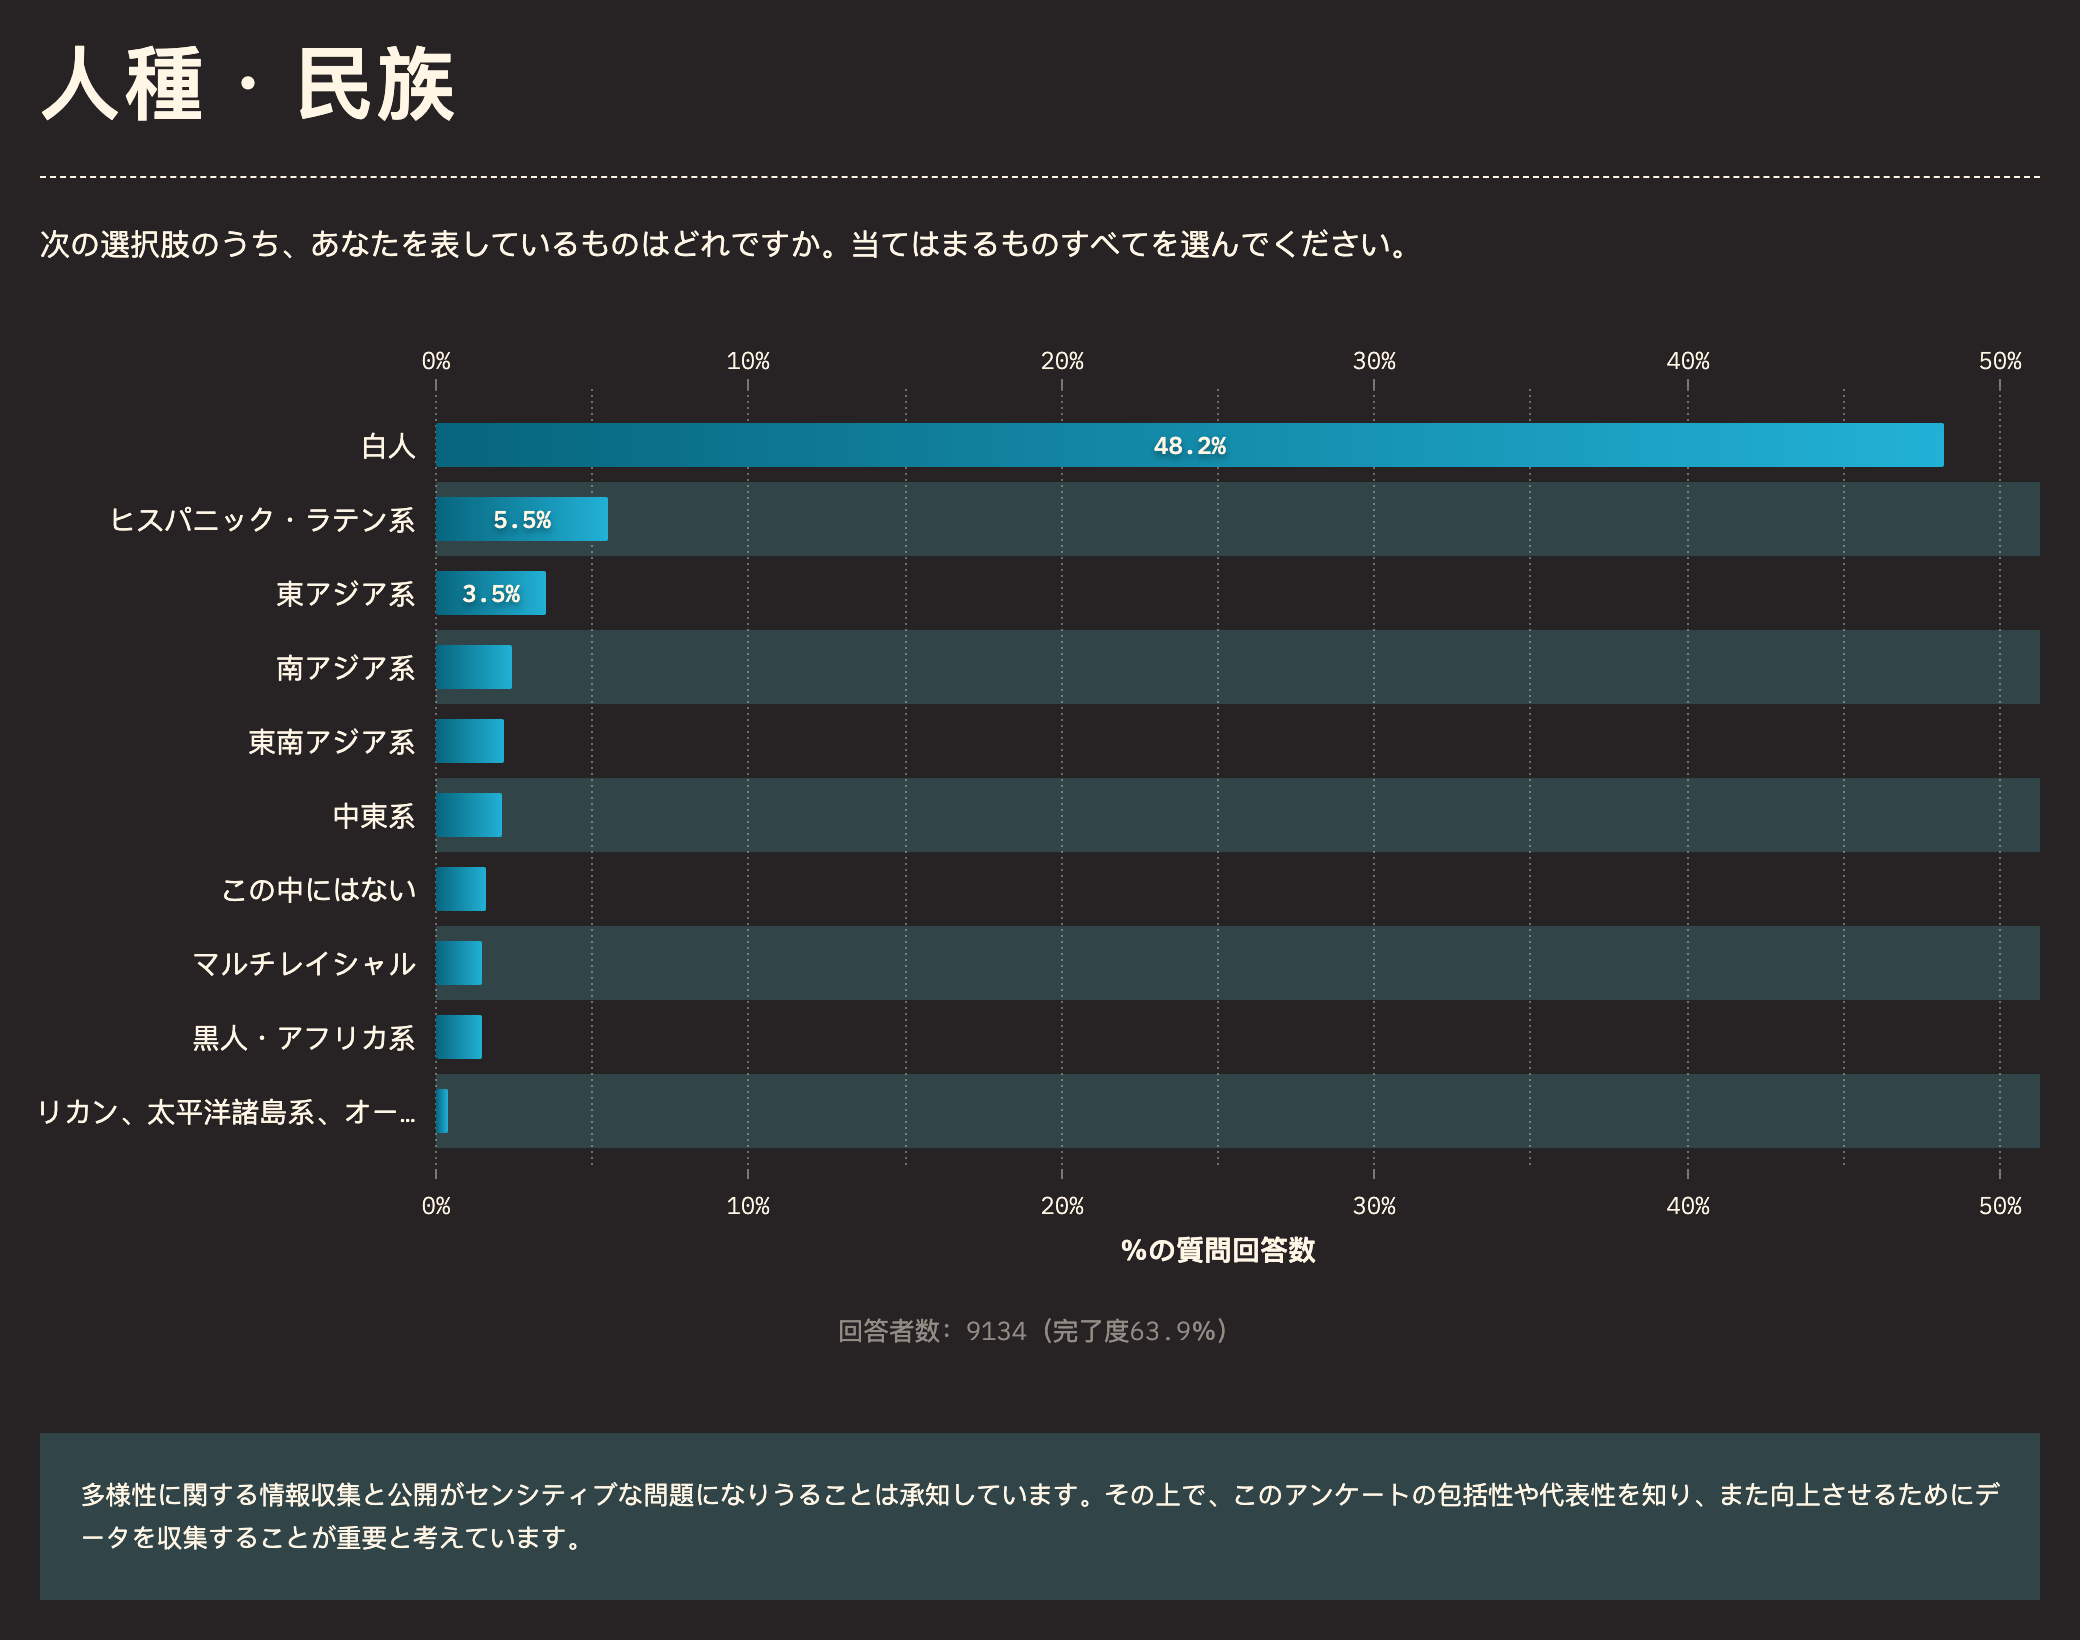 人種・民族
次の選択肢のうち、あなたを表しているものはどれですか。当てはまるものすべてを選んでください。
0% 10% 20% 30% 40% 50%
白人 48.2%
ヒスパニック・ラテン系 5.5%
東アジア系 3.5%
南アジア系
東南アジア系
中東系
この中にはない
マルチレイシャル
黒人・アフリカ系
リカン、太平洋諸島系、オー…
0% 10% 20% 30% 40% 50%
%の質問回答数
回答者数: 9134 (完了度63.9%)
多様性に関する情報収集と公開がセンシティブな問題になりうることは承知しています。その上で、このアンケートの包括性や代表性を知り、また向上させるためにデ
ータを収集することが重要と考えています。